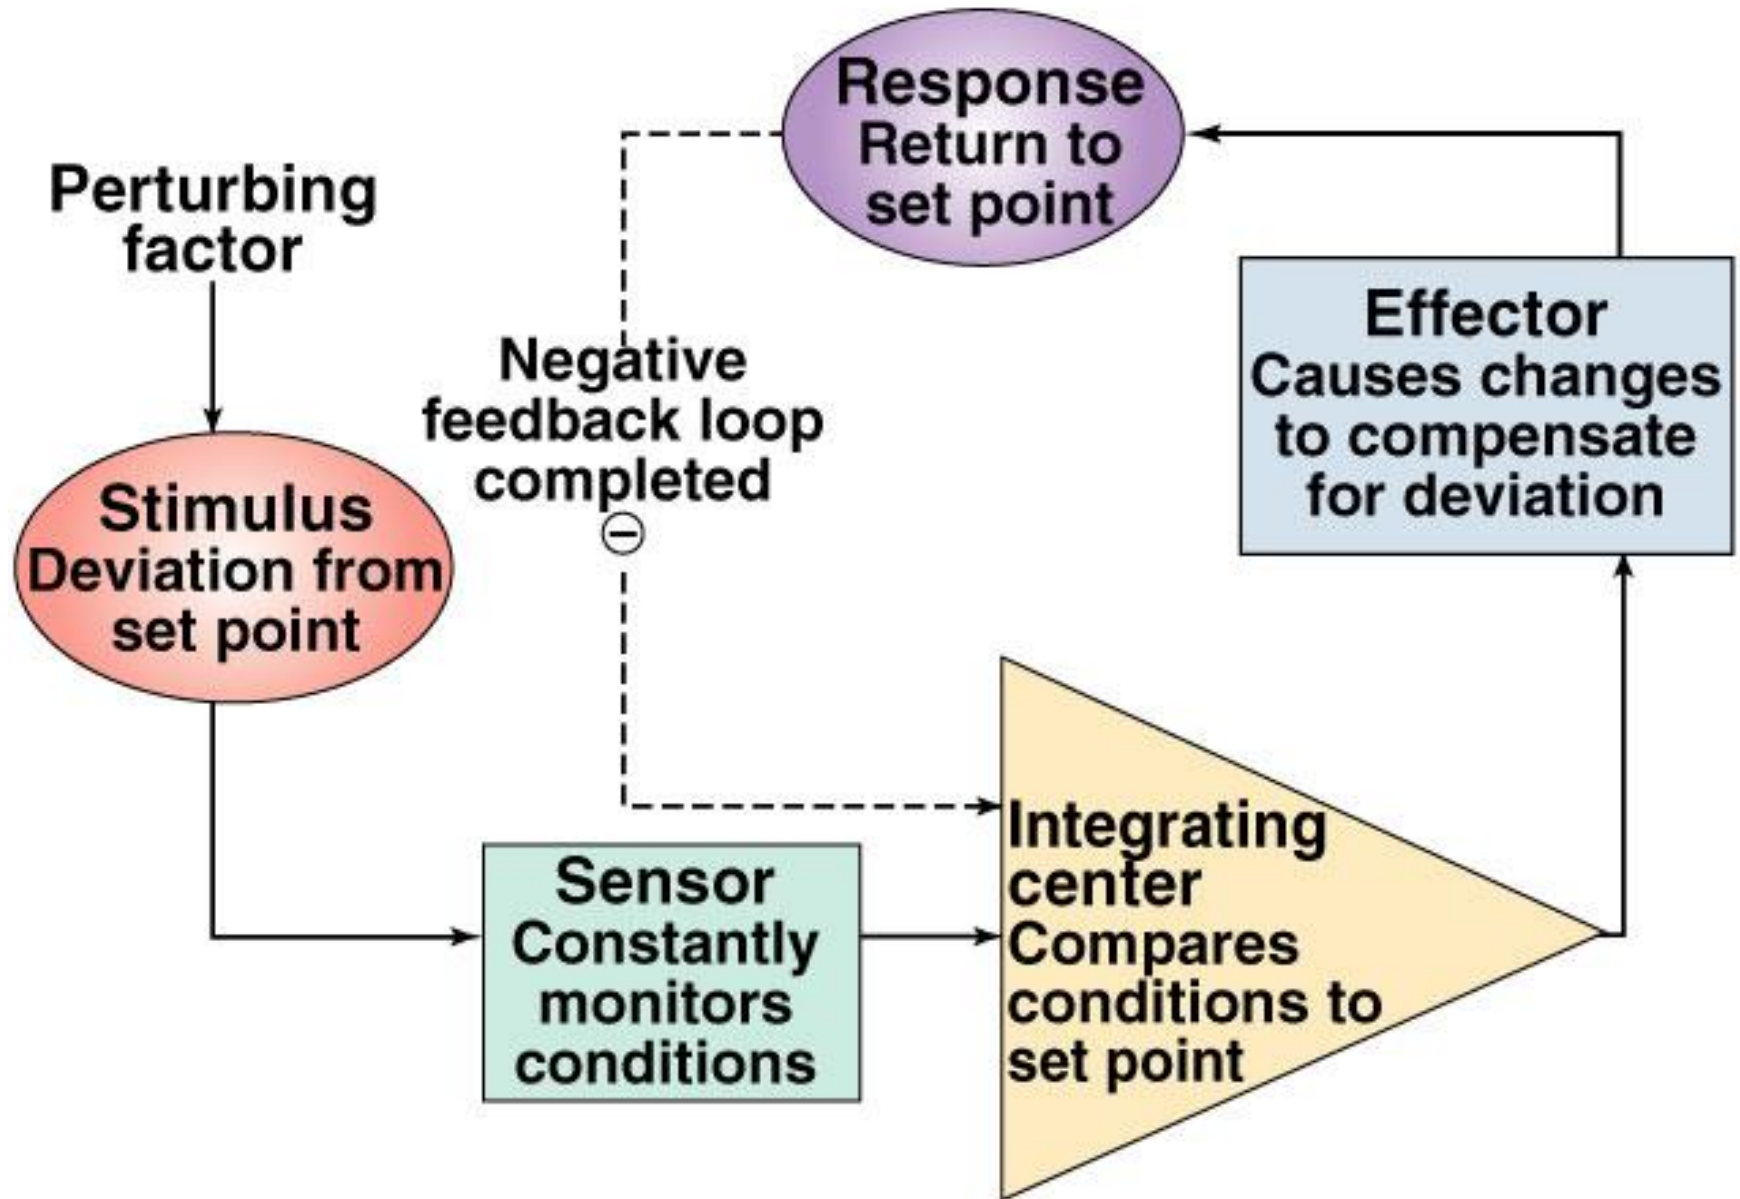 Perturbing
factor
Stimulus
Deviation from
set point
Sensor
Constantly
monitors
conditions
Integrating
center
Compares
conditions to
set point
Effector
Causes changes
to compensate
for deviation
Response
Return to
set point
Negative
feedback loop
completed
−